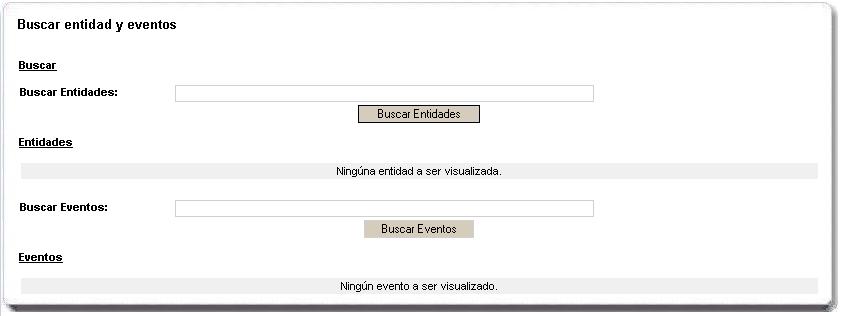 Buscar entidad y eventos
Buscar
Buscar Entidades:
Buscar Entidades
Entidades
Ningúna entidad a ser visualizada.
Buscar Eventos:
Buscar Eventos
Eventos
Ningún evento a ser visualizado.